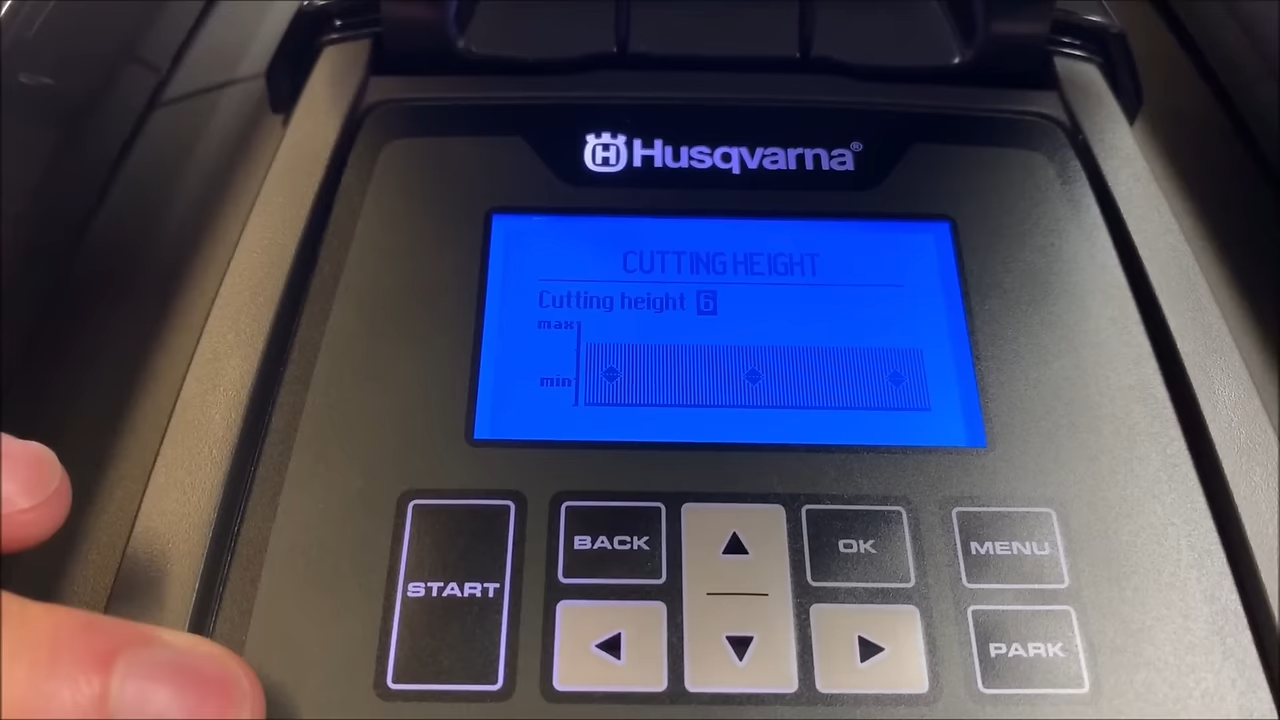 Husqvarna®
CUTTING HEIGHT
Cutting height 6
max
min
START
BACK
OK
MENU
PARK